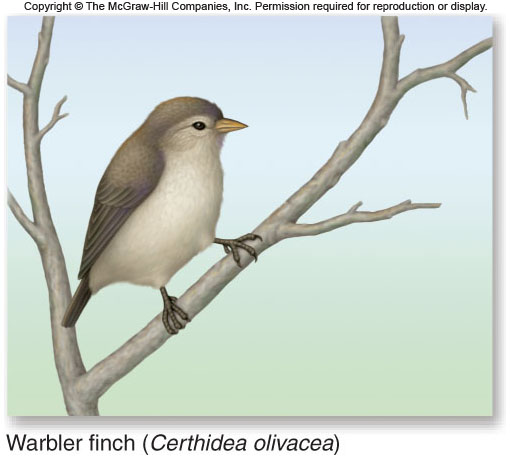 Copyright © The McGraw-Hill Companies, Inc. Permission required for reproduction or display.
Warbler finch (Certhidea olivacea)